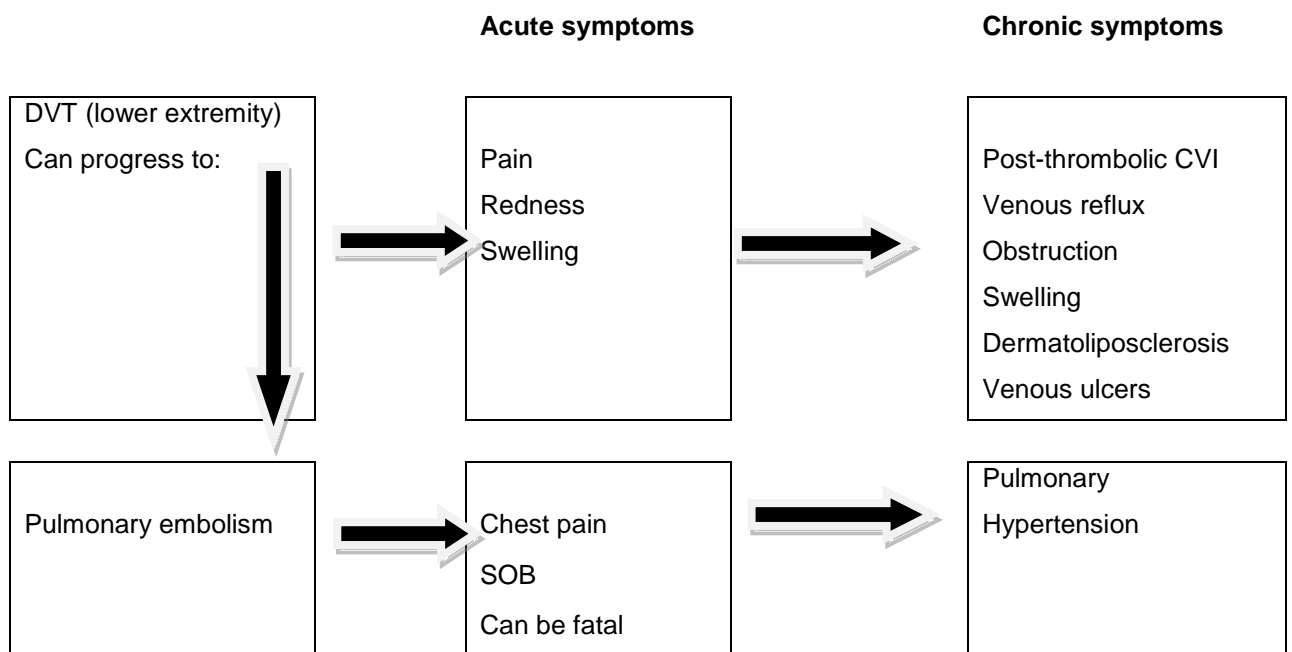 Acute symptoms
Chronic symptoms
DVT (lower extremity)
Can progress to:
Pain
Redness
Swelling
Post-thrombolic CVI
Venous reflux
Obstruction
Swelling
Dermatoliposclerosis
Venous ulcers
Pulmonary embolism
Chest pain
SOB
Can be fatal
Pulmonary
Hypertension